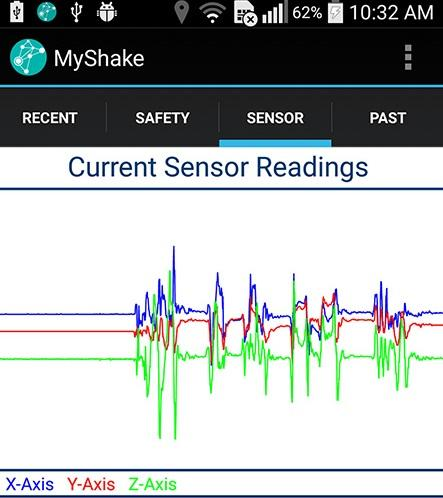 62% 10:32 AM
MyShake
RECENT SAFETY SENSOR PAST
Current Sensor Readings
X-Axis Y-Axis Z-Axis